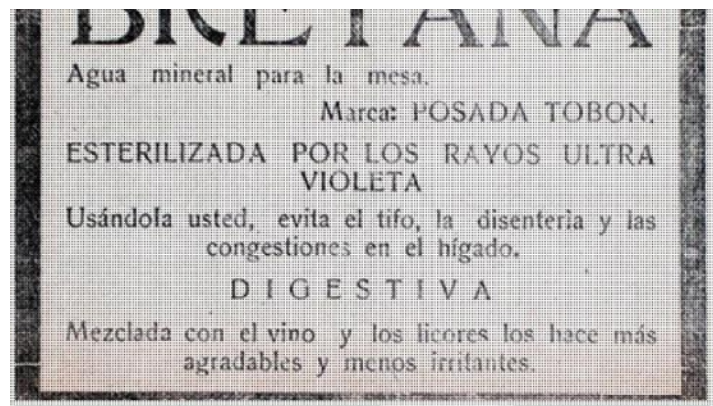 BRETAÑA
Agua mineral para la mesa.
Marca: POSADA TOBON.
ESTERILIZADA POR LOS RAYOS ULTRA
VIOLETA
Usándola usted, evita el tifo, la disenteria y las
congestiones en el hígado.
DIGESTIVA
Mezclada con el vino y los licores los hace más
agradables y menos irritantes.